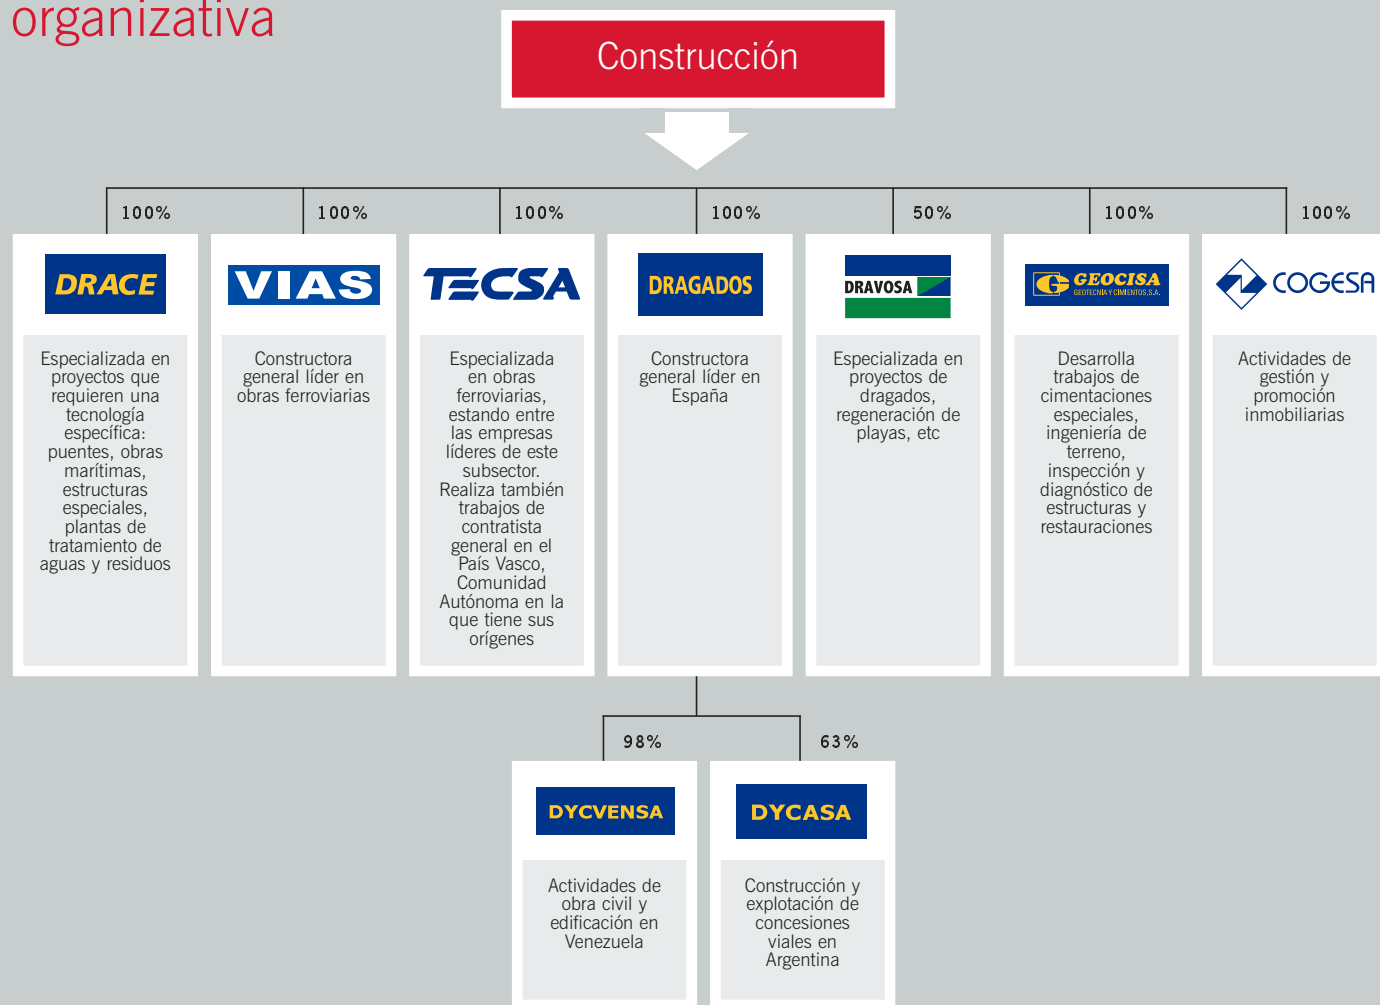 organizativa
Construcción
100%
100%
100%
100%
50%
100%
100%
DRACE
VIAS
TECSA
DRAGADOS
DRAVOSA
GEOCISA
GEOTECNIA Y CIMIENTOS, S.A.
COGESA
Especializada en
proyectos que
requieren una
tecnología
específica:
puentes, obras
marítimas,
estructuras
especiales,
plantas de
tratamiento de
aguas y residuos
Constructora
general líder en
obras ferroviarias
Especializada
en obras
ferroviarias,
estando entre
las empresas
líderes de este
subsector.
Realiza también
trabajos de
contratista
general en el
País Vasco,
Comunidad
Autónoma en la
que tiene sus
orígenes
Constructora
general líder en
España
Especializada en
proyectos de
dragados,
regeneración de
playas, etc
Desarrolla
trabajos de
cimentaciones
especiales,
ingeniería de
terreno,
inspección y
diagnóstico de
estructuras y
restauraciones
Actividades de
gestión y
promoción
inmobiliarias
98%
63%
DYCVENSA
DYCASA
Actividades de
obra civil y
edificación en
Venezuela
Construcción y
explotación de
concesiones
viales en
Argentina